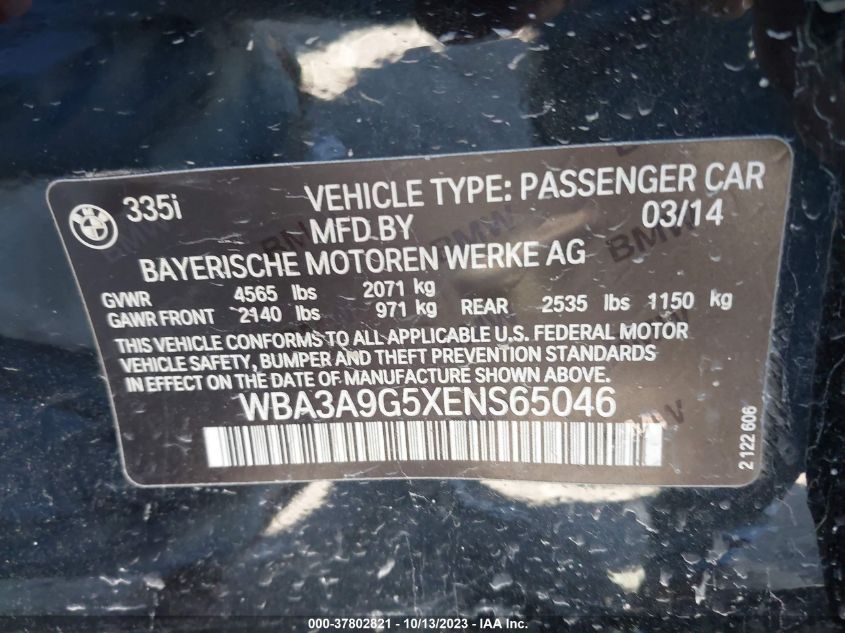 335i VEHICLE TYPE: PASSENGER CAR
MFD BY 03/14
BAYERISCHE MOTOREN WERKE AG
GVWR 4565 lbs 2071 kg
GAWR FRONT 2140 lbs 971 kg REAR 2535 lbs 1150 kg
THIS VEHICLE CONFORMS TO ALL APPLICABLE U.S. FEDERAL MOTOR
VEHICLE SAFETY, BUMPER AND THEFT PREVENTION STANDARDS
IN EFFECT ON THE DATE OF MANUFACTURE SHOWN ABOVE.
WBA3A9G5XENS65046
2 122 606
000-37802821 - 10/13/2023 - IAA Inc.